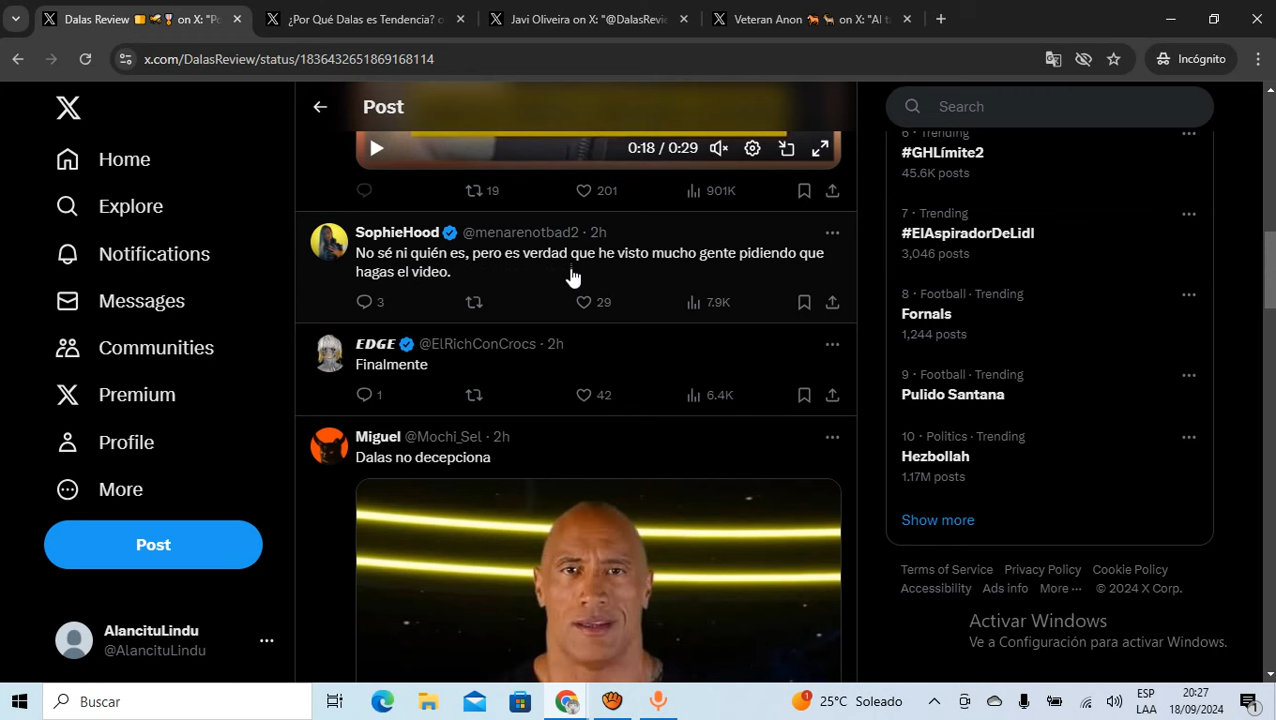 Dalas Review
on X: "Po
¿Por Qué Dalas es Tendencia?
Javi Oliveira on X: "@DalasRevie
Veteran Anon
on X: "Al t
x.com/DalasReview/status/1836432651869168114
Incógnito
X
Home
Explore
Notifications
Messages
Communities
Premium
Profile
More
Post
AlancituLindu
@AlancituLindu
Post
0:18 / 0:29
19
201
901K
SophieHood @menarenotbad2 · 2h
No sé ni quién es, pero es verdad que he visto mucho gente pidiendo que
hagas el video.
3
29
7.9K
EDGE @ElRichConCrocs · 2h
Finalmente
1
42
6.4K
Miguel @Mochi_Sel · 2h
Dalas no decepciona
Search
6 · Trending
#GHLímite2
45.6K posts
7 · Trending
#ElAspiradorDeLidl
3,046 posts
8 · Football · Trending
Fornals
1,244 posts
9 · Football · Trending
Pulido Santana
10 · Politics · Trending
Hezbollah
1.17M posts
Show more
Terms of Service Privacy Policy Cookie Policy
Accessibility Ads info More ··· © 2024 X Corp.
Activar Windows
Ve a Configuración para activar Windows.
Buscar
1
25°C Soleado
ESP
LAA
20:27
18/09/2024
1